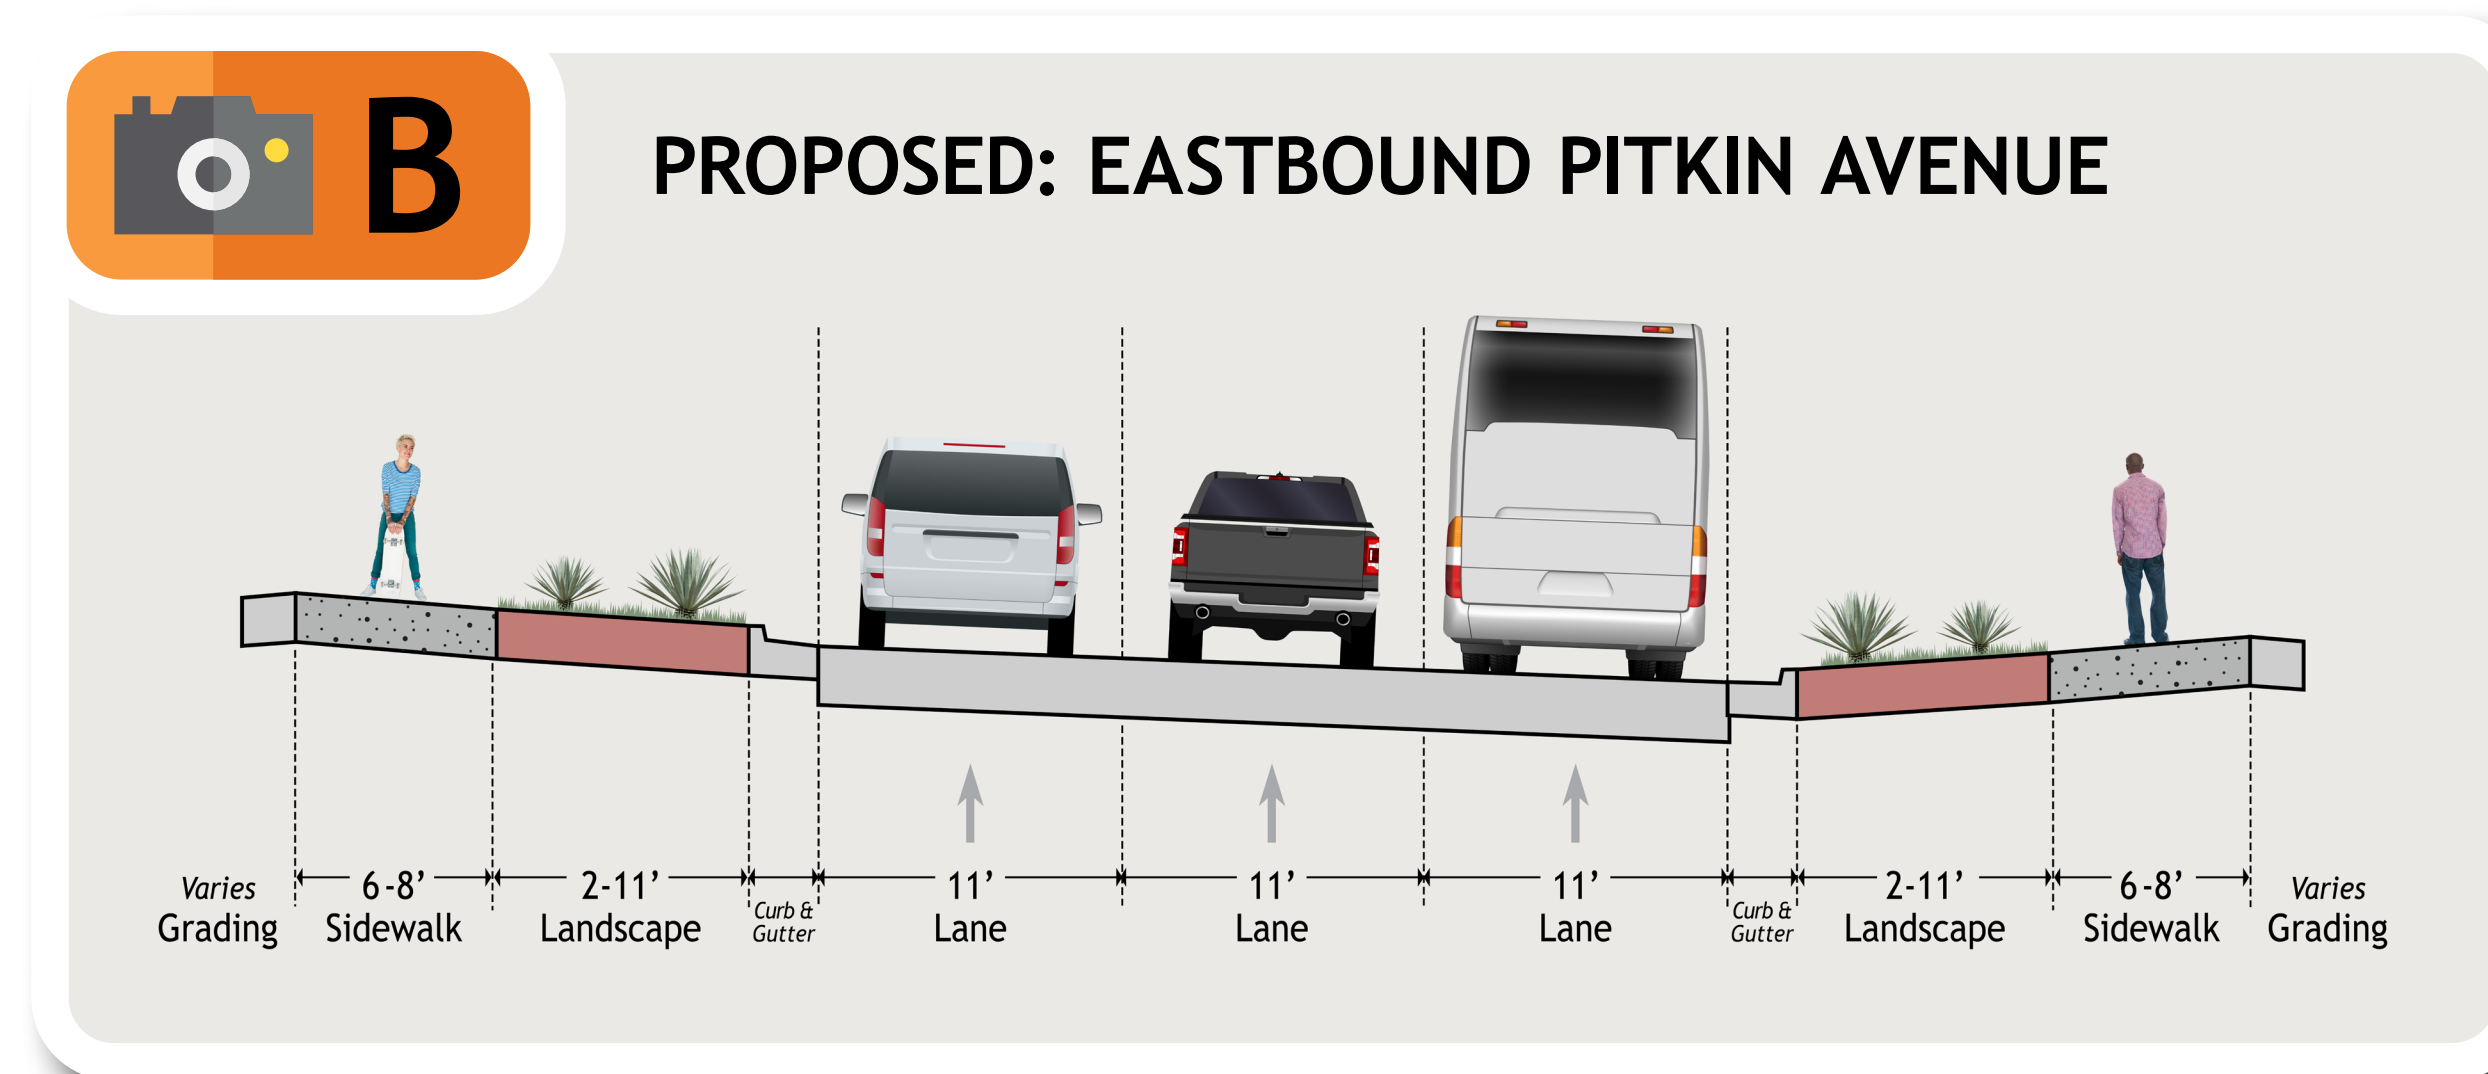 B
PROPOSED: EASTBOUND PITKIN AVENUE
Varies
Grading
6-8’
Sidewalk
2-11’
Landscape
Curb &
Gutter
11’
Lane
11’
Lane
11’
Lane
Curb &
Gutter
2-11’
Landscape
6-8’
Sidewalk
Varies
Grading